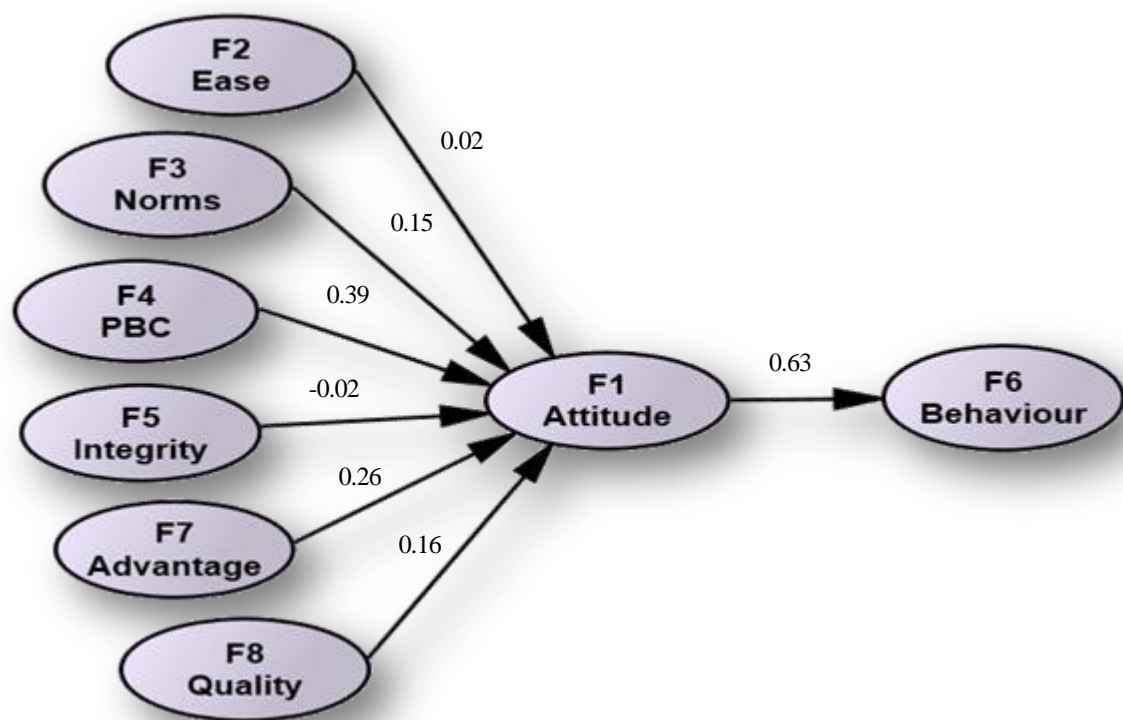 F2
Ease
0.02
F3
Norms
0.15
F4
PBC
0.39
F5
Integrity
-0.02
F7
Advantage
0.26
F8
Quality
0.16
F1
Attitude
0.63
F6
Behaviour